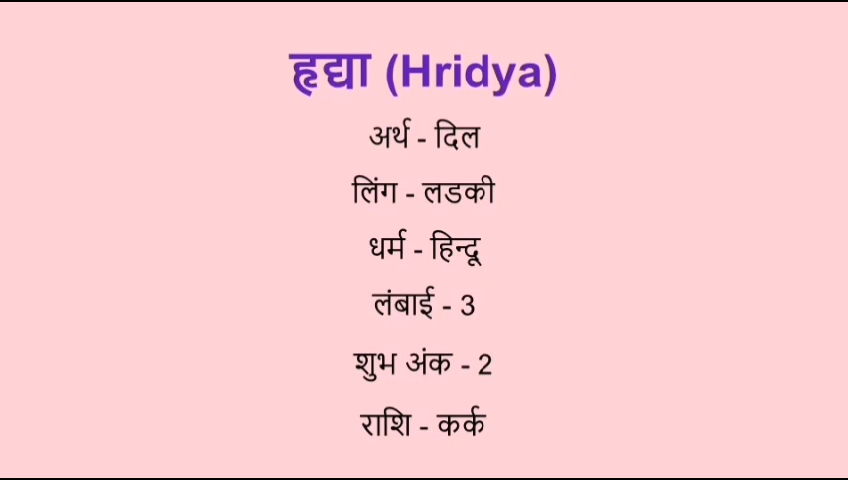 हृद्या (Hridya)
अर्थ - दिल
लिंग - लडकी
धर्म - हिन्दू
लंबाई - 3
शुभ अंक - 2
राशि - कर्क